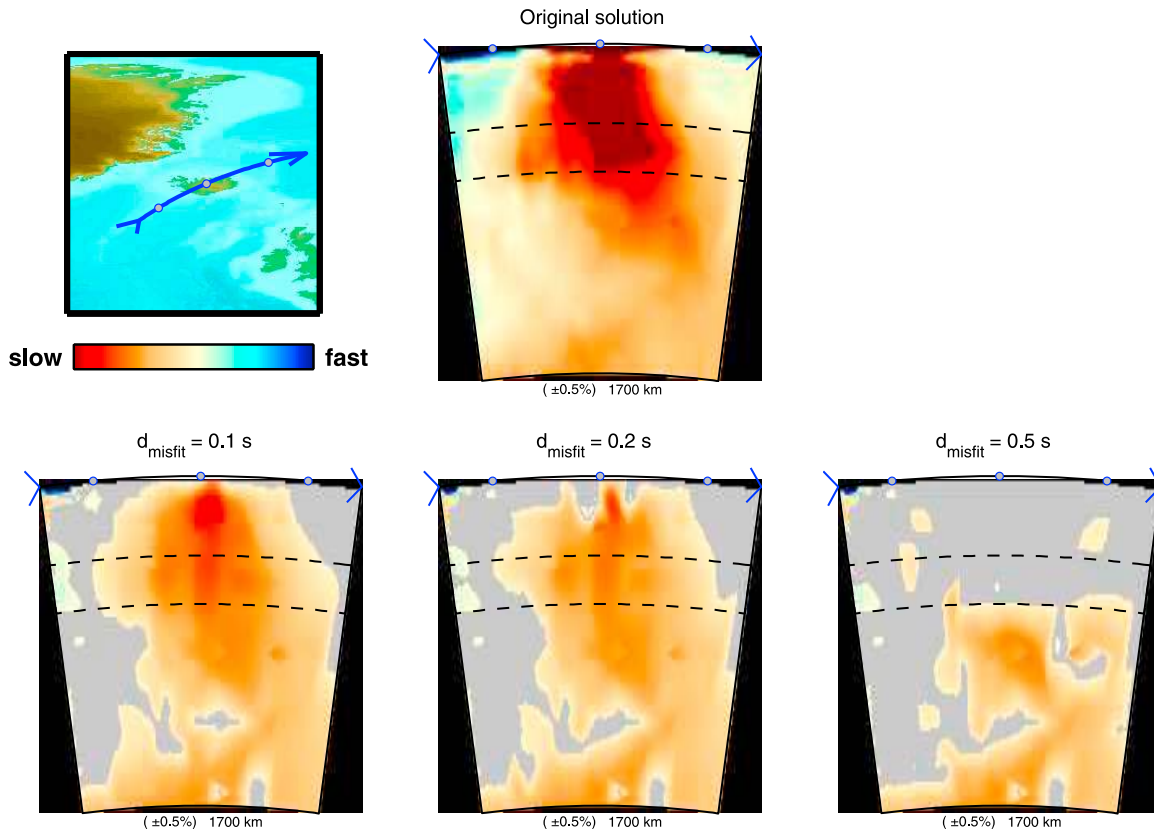 Original solution
slow fast
( ±0.5%) 1700 km
d_misfit = 0.1 s
d_misfit = 0.2 s
d_misfit = 0.5 s
( ±0.5%) 1700 km
( ±0.5%) 1700 km
( ±0.5%) 1700 km